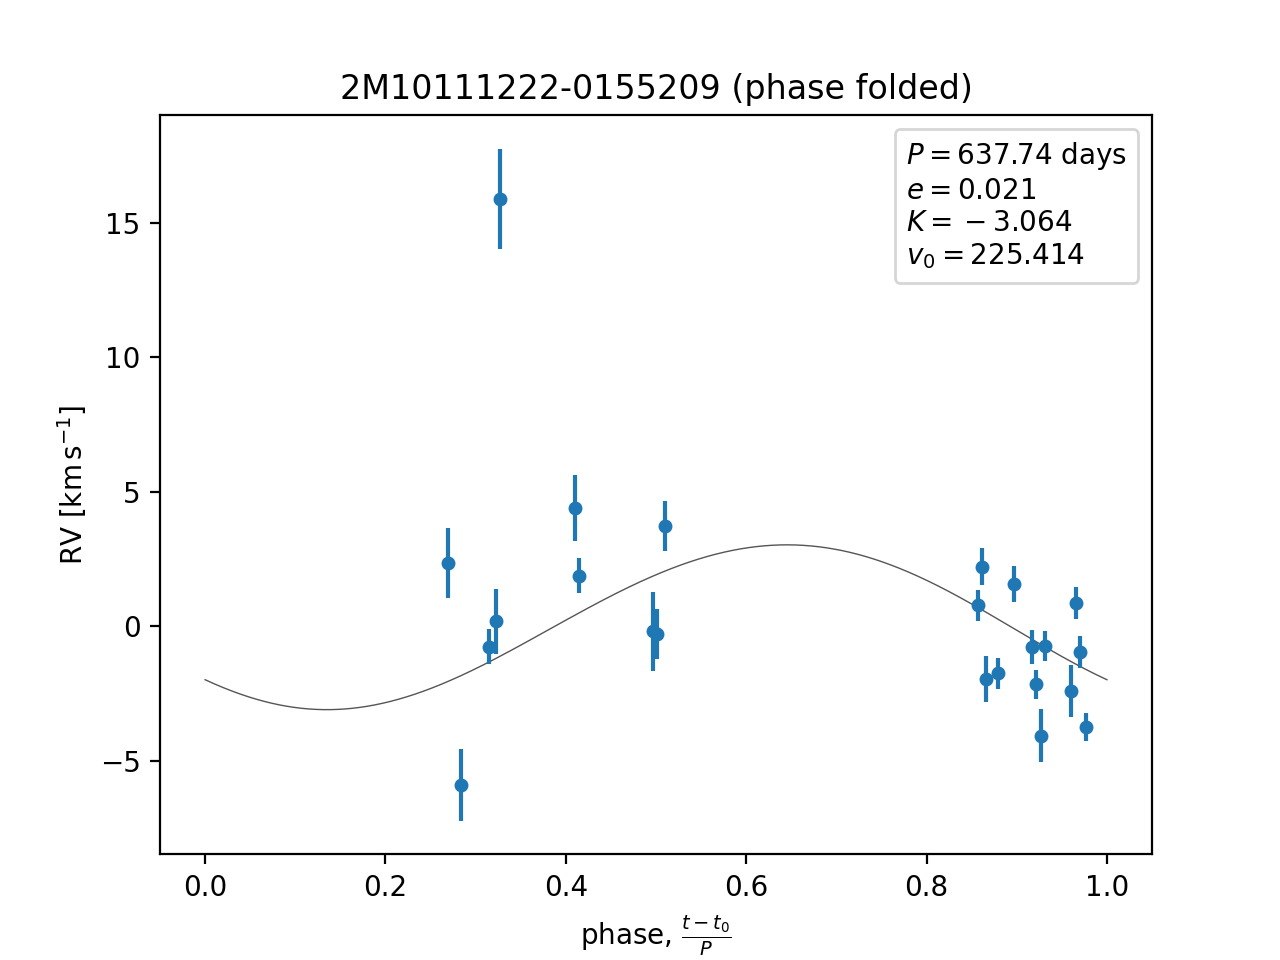 2M10111222-0155209 (phase folded)
P = 637.74 days
e = 0.021
K = −3.064
v₀ = 225.414
15
10
5
0
−5
RV [km s⁻¹]
0.0 0.2 0.4 0.6 0.8 1.0
phase, (t − t₀)/P